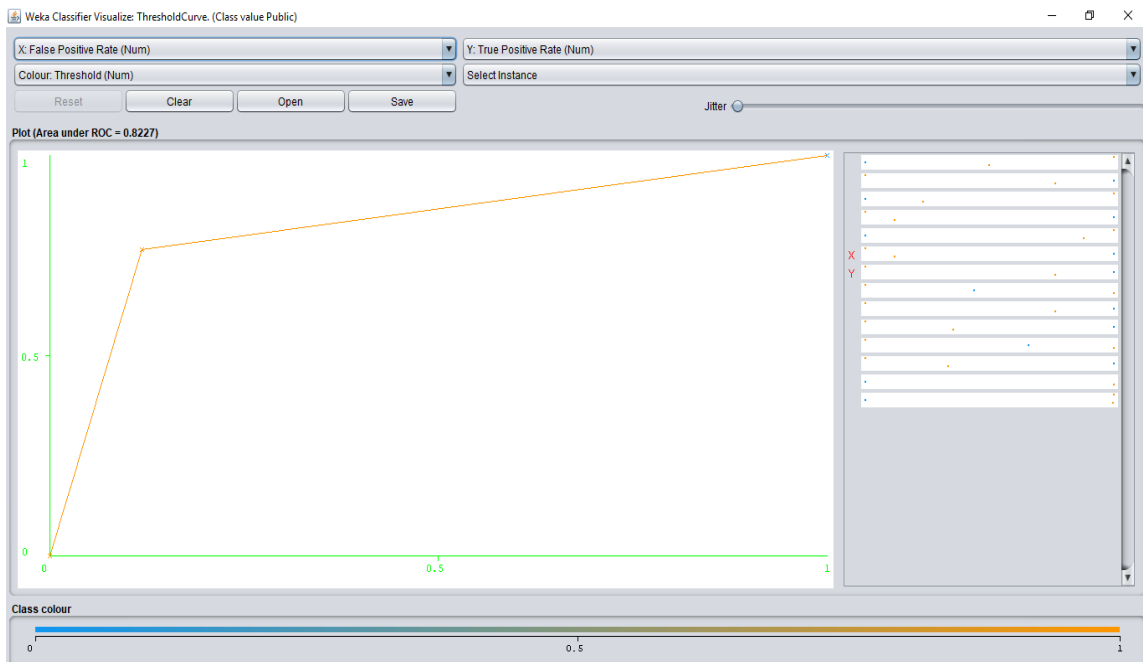 Weka Classifier Visualize: ThresholdCurve. (Class value Public)
X: False Positive Rate (Num) Y: True Positive Rate (Num)
Colour: Threshold (Num) Select Instance
Reset Clear Open Save Jitter
Plot (Area under ROC = 0.8227)
1
X
Y
0.5
0
0 0.5 1
Class colour
0 0.5 1